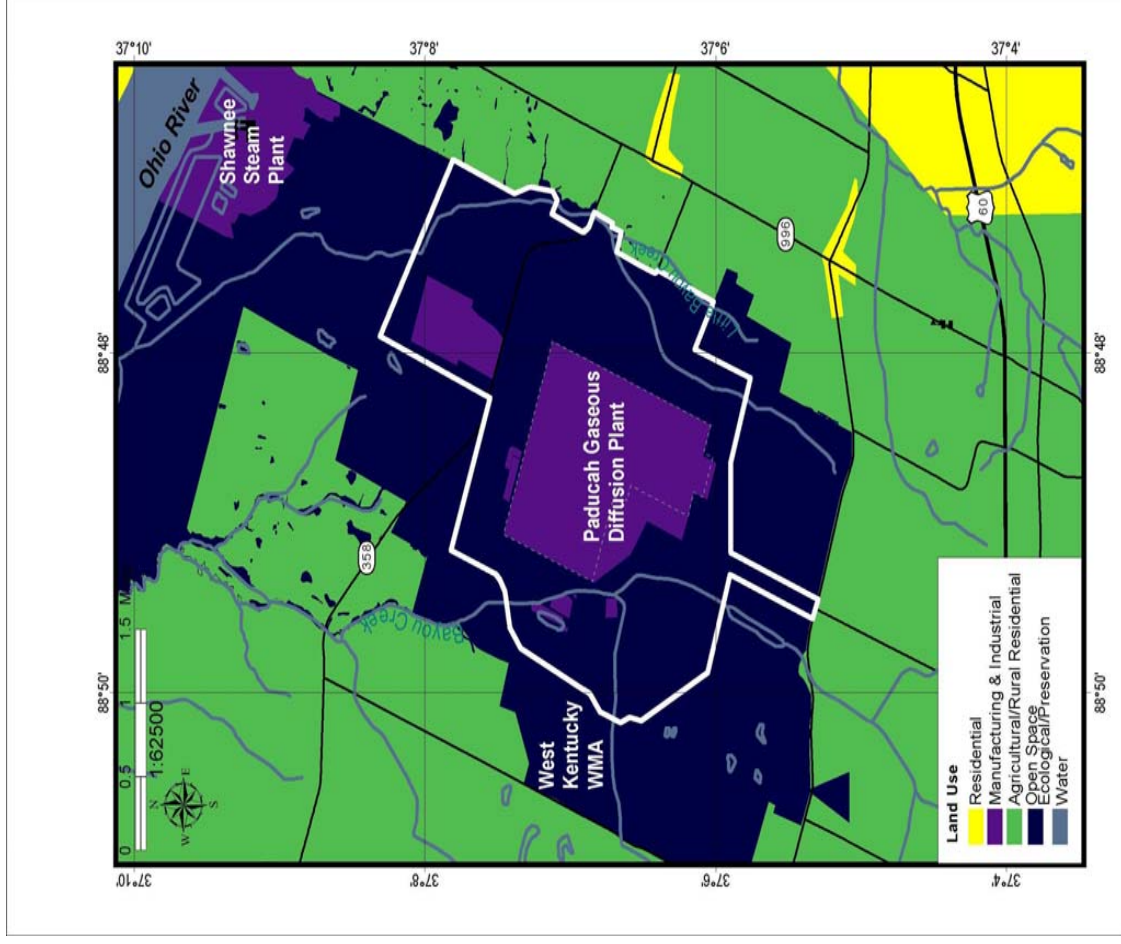 37°10'
37°8'
37°6'
37°4'
Ohio River
Shawnee
Steam
Plant
88°48'
88°48'
Little Bayou Creek
996
60
Paducah Gaseous
Diffusion Plant
358
Bayou Creek
West
Kentucky
WMA
88°50'
88°50'
0 0.5 1 1.5 M
1:62500
N
E
S
W
Land Use
Residential
Manufacturing & Industrial
Agricultural/Rural Residential
Open Space
Ecological/Preservation
Water
37°10'
37°8'
37°6'
37°4'